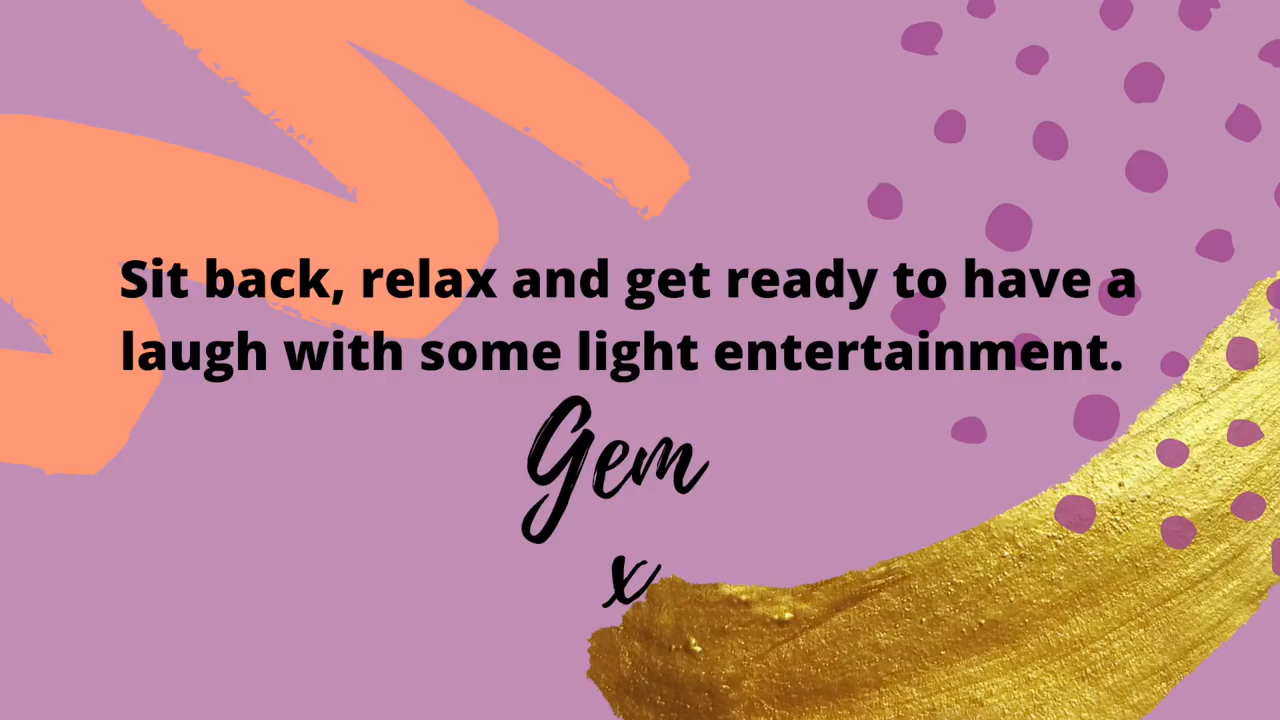 Sit back, relax and get ready to have a
laugh with some light entertainment.
Gem
x